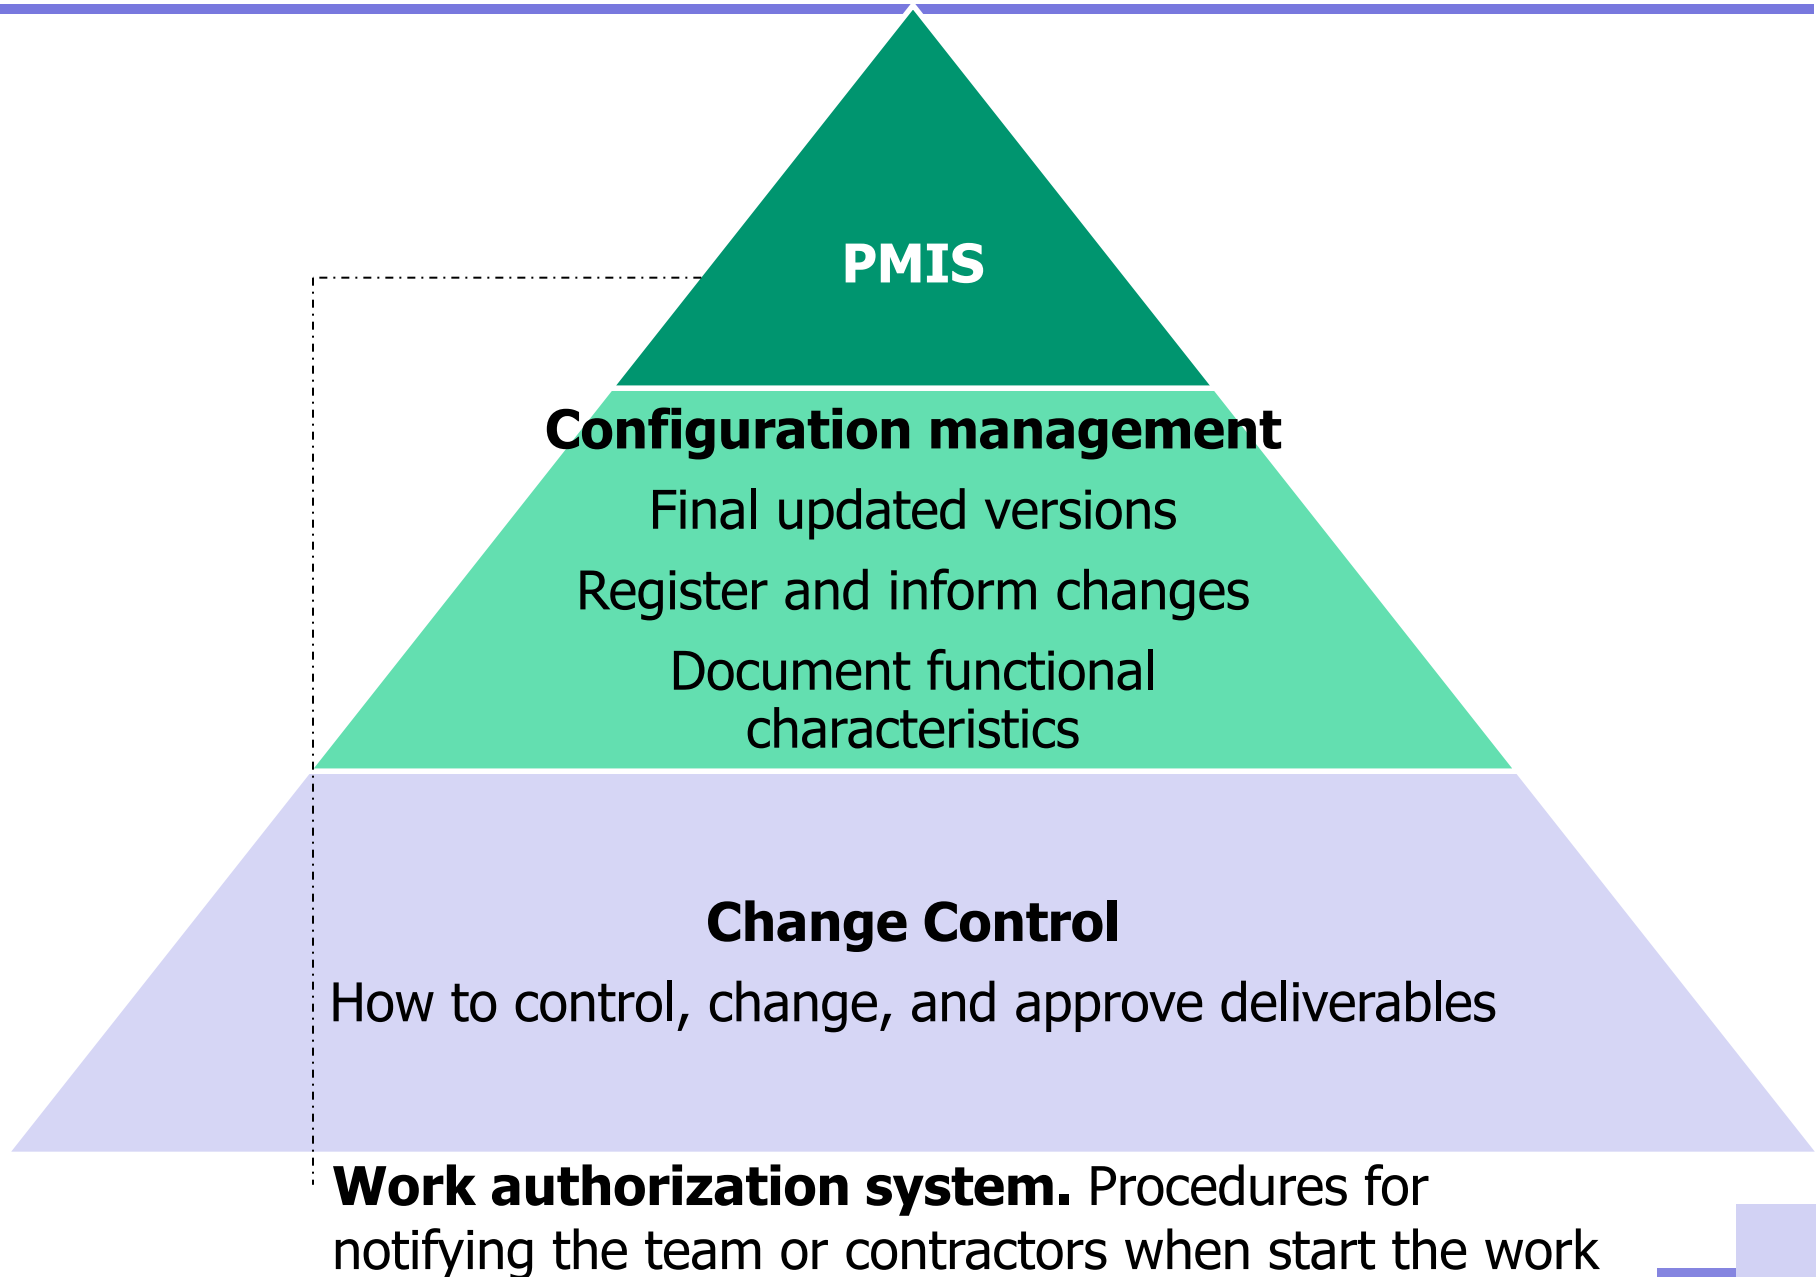 PMIS
Configuration management
Final updated versions
Register and inform changes
Document functional
characteristics
Change Control
How to control, change, and approve deliverables
Work authorization system. Procedures for
notifying the team or contractors when start the work